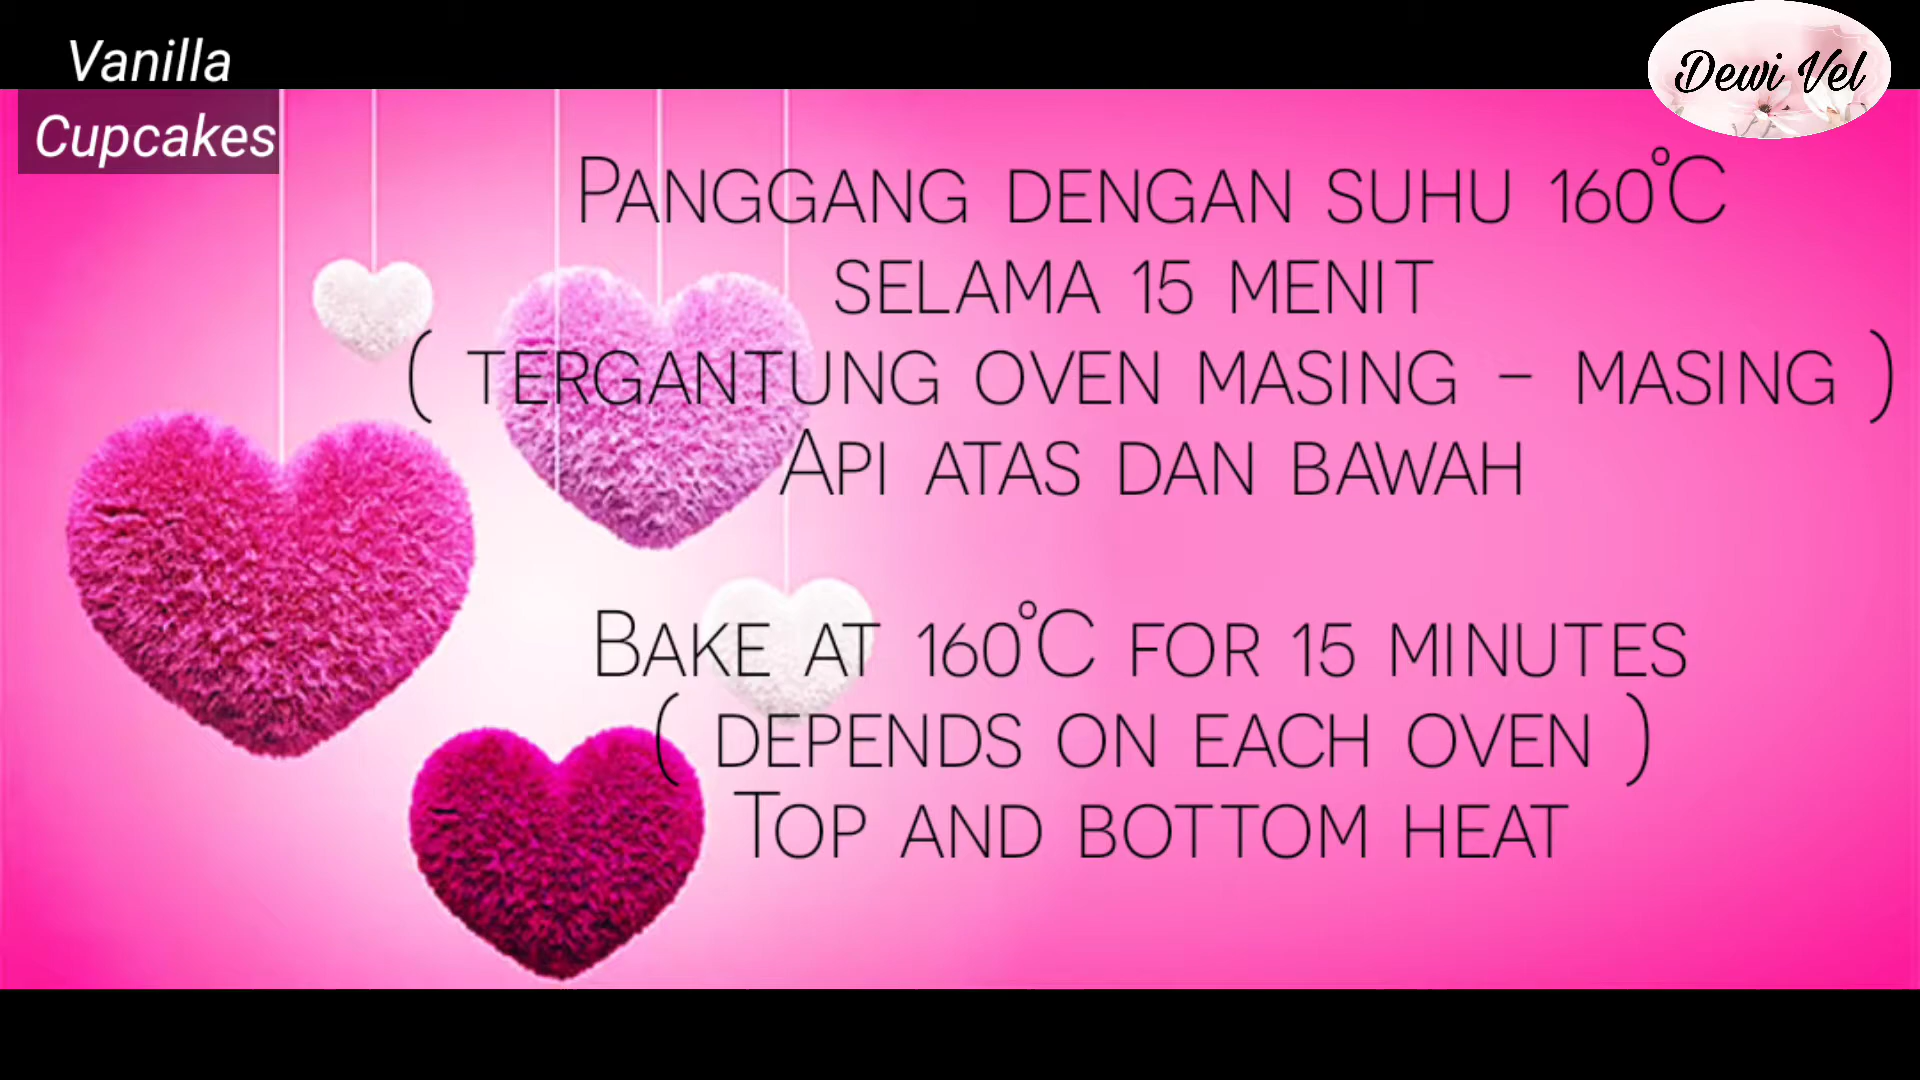 Vanilla
Cupcakes
Dewi Vel
PANGGANG DENGAN SUHU 160°C
SELAMA 15 MENIT
( TERGANTUNG OVEN MASING - MASING )
API ATAS DAN BAWAH
BAKE AT 160°C FOR 15 MINUTES
( DEPENDS ON EACH OVEN )
TOP AND BOTTOM HEAT